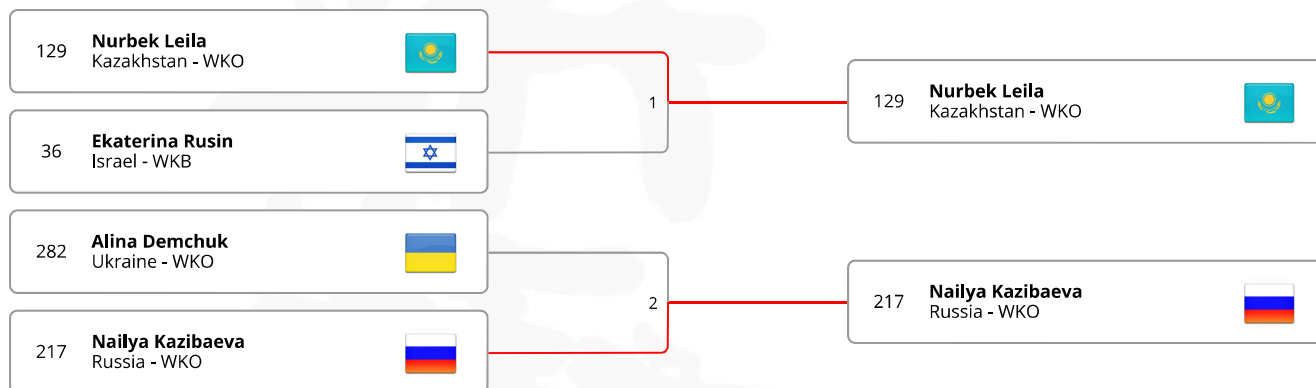 129
Nurbek Leila
Kazakhstan - WKO
36
Ekaterina Rusin
Israel - WKB
282
Alina Demchuk
Ukraine - WKO
217
Nailya Kazibaeva
Russia - WKO
1
2
129
Nurbek Leila
Kazakhstan - WKO
217
Nailya Kazibaeva
Russia - WKO